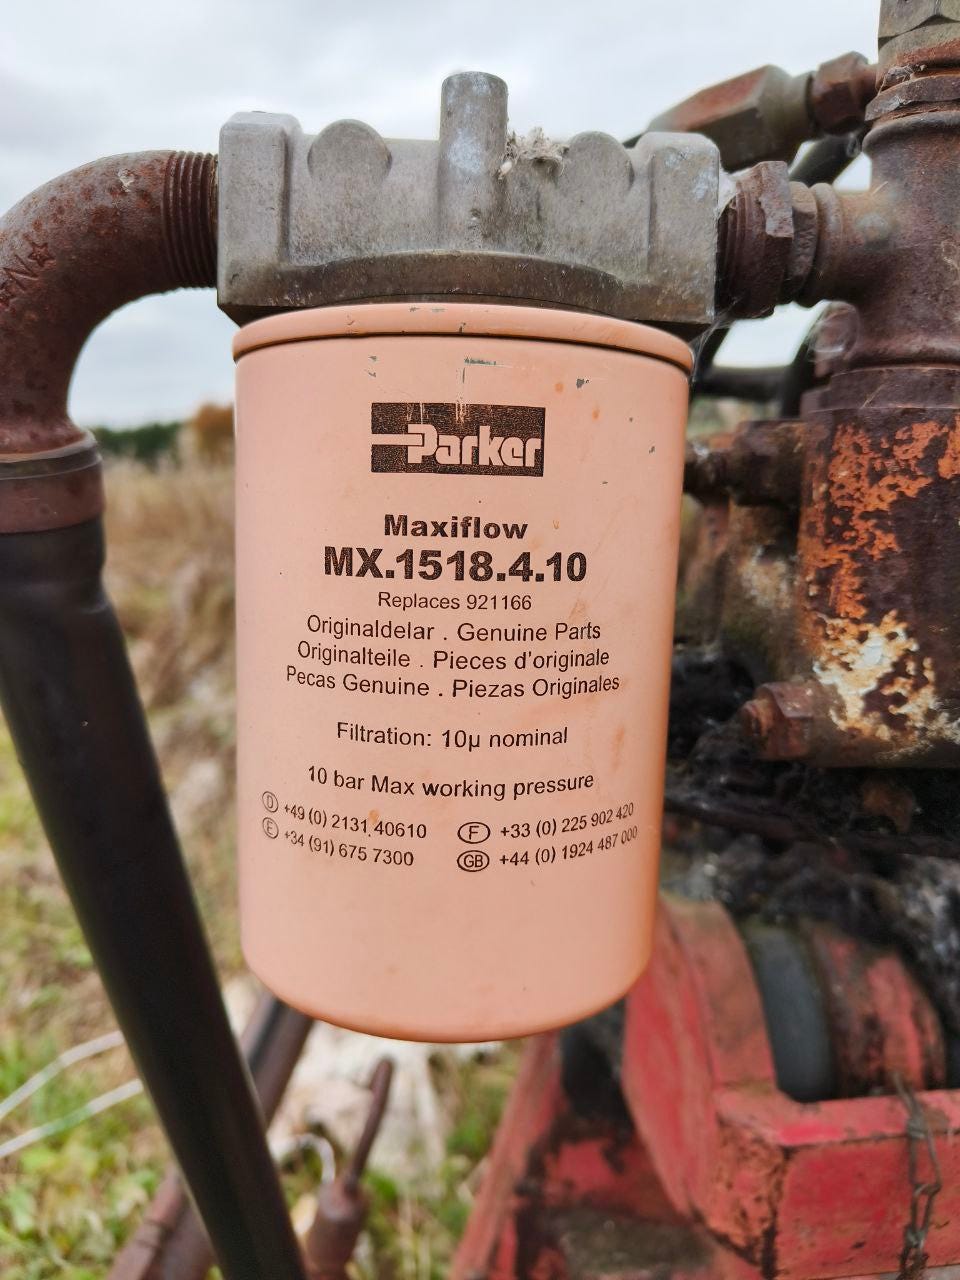 Parker
Maxiflow
MX.1518.4.10
Replaces 921166
Originaldelar . Genuine Parts
Originalteile . Pieces d'originale
Pecas Genuine . Piezas Originales
Filtration: 10µ nominal
10 bar Max working pressure
D +49 (0) 2131 40610 F +33 (0) 225 902 420
E +34 (91) 675 7300 GB +44 (0) 1924 487 000